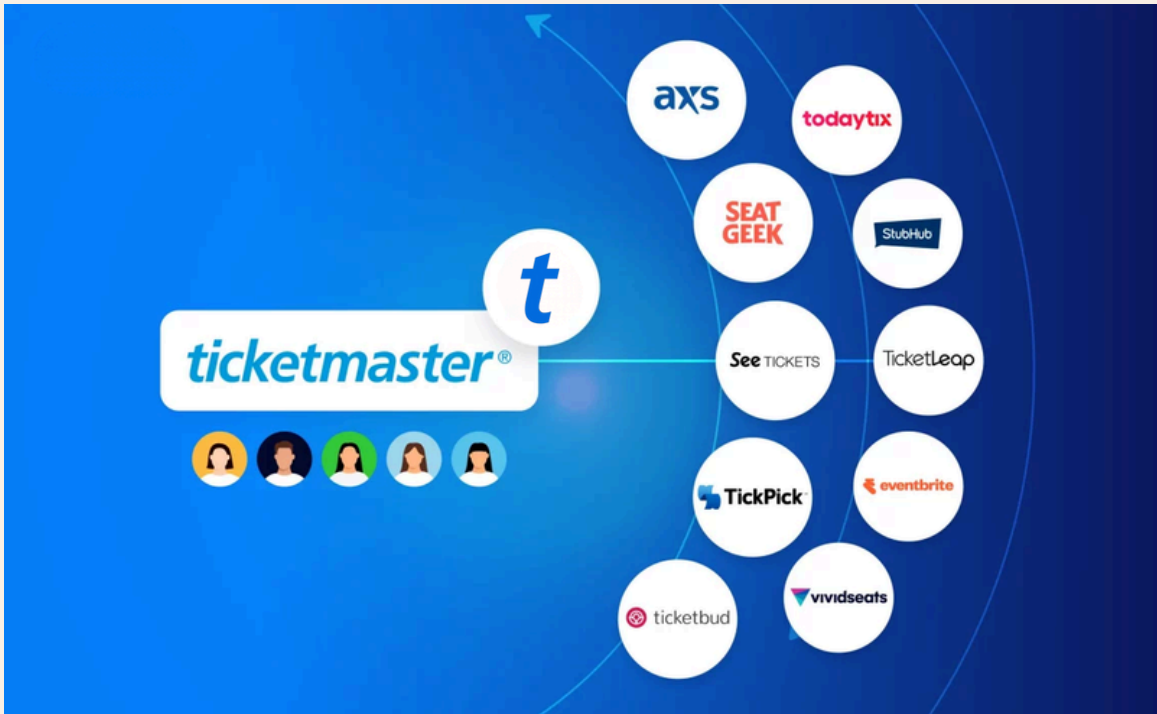 axs
todaytix
SEAT
GEEK
StubHub
t
ticketmaster®
See TICKETS
TicketLeap
TickPick
eventbrite
ticketbud
vividseats